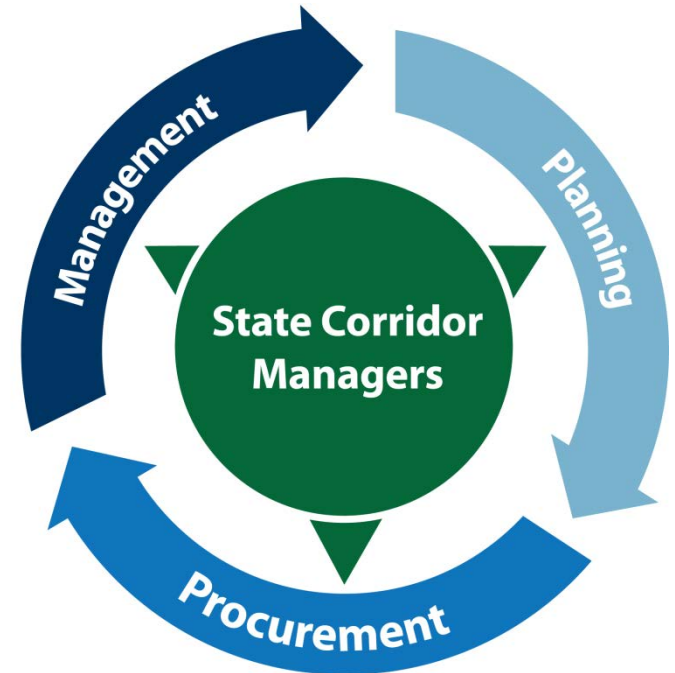 Management
Planning
State Corridor
Managers
Procurement